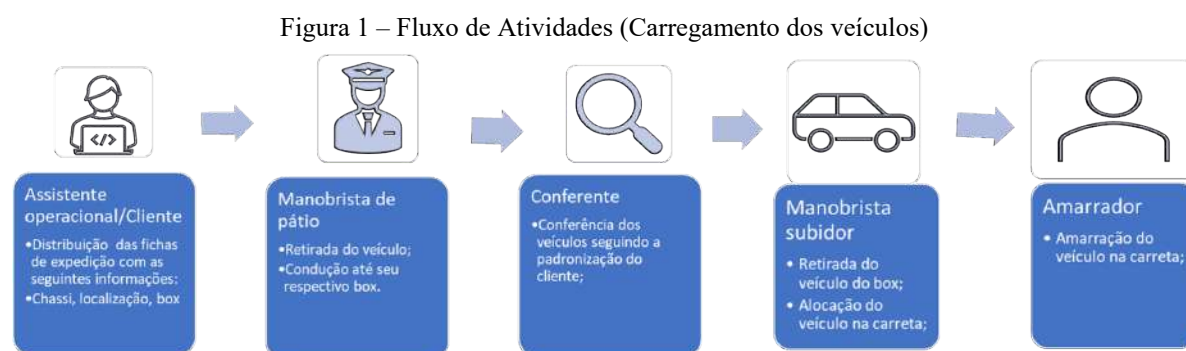 Figura 1 – Fluxo de Atividades (Carregamento dos veículos)
</>
Assistente
operacional/Cliente
•Distribuição das fichas
de expedição com as
seguintes informações:
•Chassi, localização, box
Manobrista de
pátio
•Retirada do veículo;
•Condução até seu
respectivo box.
Conferente
•Conferência dos
veículos seguindo a
padronização do
cliente;
Manobrista
subidor
• Retirada do
veículo do box;
• Alocação do
veículo na carreta;
Amarrador
• Amarração do
veículo na carreta;